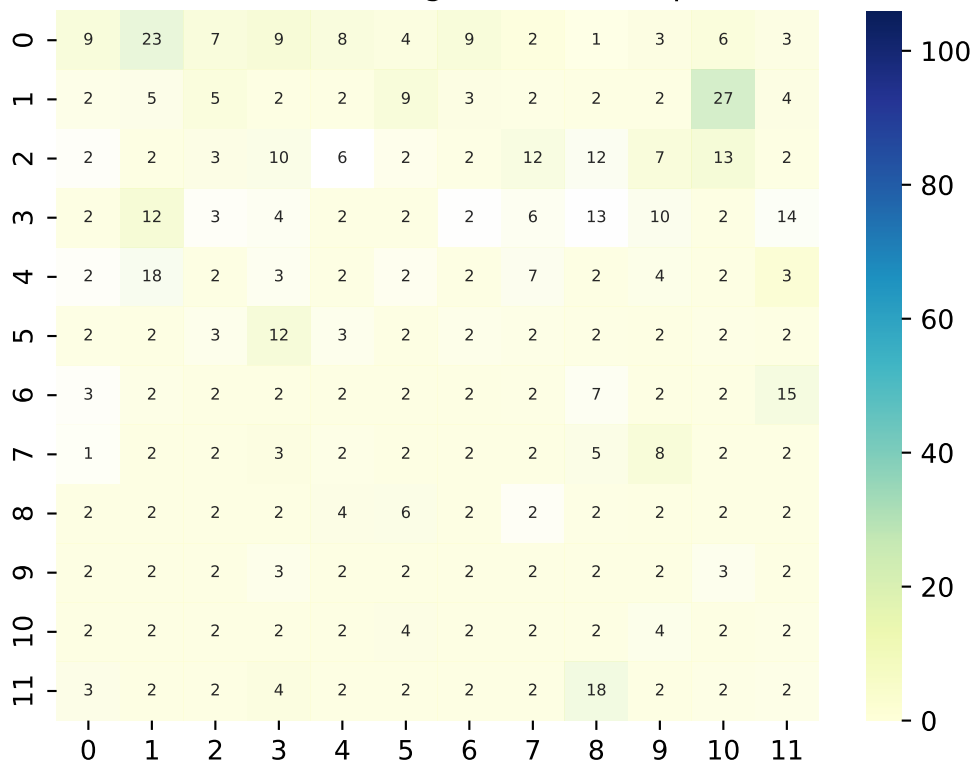 0 9 23 7 9 8 4 9 2 1 3 6 3
1 2 5 5 2 2 9 3 2 2 2 27 4
2 2 2 3 10 6 2 2 12 12 7 13 2
3 2 12 3 4 2 2 2 6 13 10 2 14
4 2 18 2 3 2 2 2 7 2 4 2 3
5 2 2 3 12 3 2 2 2 2 2 2 2
6 3 2 2 2 2 2 2 2 7 2 2 15
7 1 2 2 3 2 2 2 2 5 8 2 2
8 2 2 2 2 4 6 2 2 2 2 2 2
9 2 2 2 3 2 2 2 2 2 2 3 2
10 2 2 2 2 2 4 2 2 2 4 2 2
11 3 2 2 4 2 2 2 2 18 2 2 2
0 1 2 3 4 5 6 7 8 9 10 11
100
80
60
40
20
0